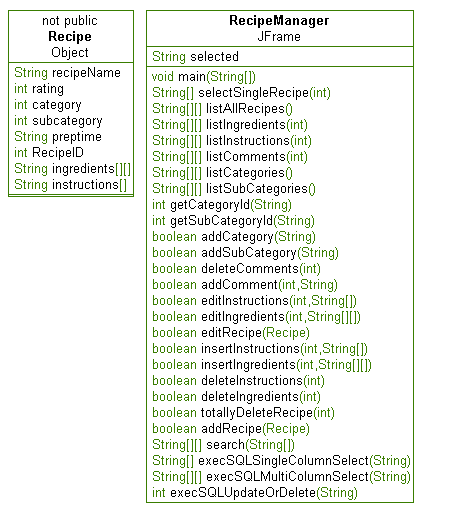 not public
Recipe
Object
String recipeName
int rating
int category
int subcategory
String preptime
int RecipeID
String ingredients[][]
String instructions[]
RecipeManager
JFrame
String selected
void main(String[])
String[] selectSingleRecipe(int)
String[][] listAllRecipes()
String[][] listIngredients(int)
String[][] listInstructions(int)
String[][] listComments(int)
String[][] listCategories()
String[][] listSubCategories()
int getCategoryId(String)
int getSubCategoryId(String)
boolean addCategory(String)
boolean addSubCategory(String)
boolean deleteComments(int)
boolean addComment(int,String)
boolean editInstructions(int,String[])
boolean editIngredients(int,String[][])
boolean editRecipe(Recipe)
boolean insertInstructions(int,String[])
boolean insertIngredients(int,String[][])
boolean deleteInstructions(int)
boolean deleteIngredients(int)
boolean totallyDeleteRecipe(int)
boolean addRecipe(Recipe)
String[][] search(String[])
String[] execSQLSingleColumnSelect(String)
String[][] execSQLMultiColumnSelect(String)
int execSQLUpdateOrDelete(String)